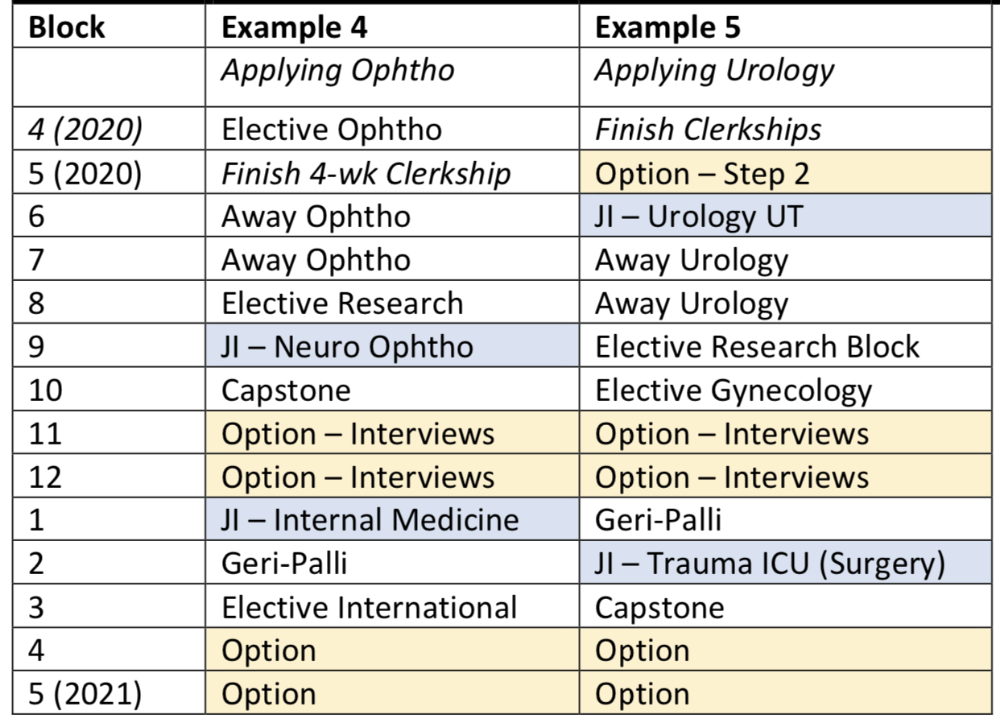 Block Example 4 Example 5
Applying Ophtho Applying Urology
4 (2020) Elective Ophtho Finish Clerkships
5 (2020) Finish 4-wk Clerkship Option – Step 2
6 Away Ophtho JI – Urology UT
7 Away Ophtho Away Urology
8 Elective Research Away Urology
9 JI – Neuro Ophtho Elective Research Block
10 Capstone Elective Gynecology
11 Option – Interviews Option – Interviews
12 Option – Interviews Option – Interviews
1 JI – Internal Medicine Geri-Palli
2 Geri-Palli JI – Trauma ICU (Surgery)
3 Elective International Capstone
4 Option Option
5 (2021) Option Option